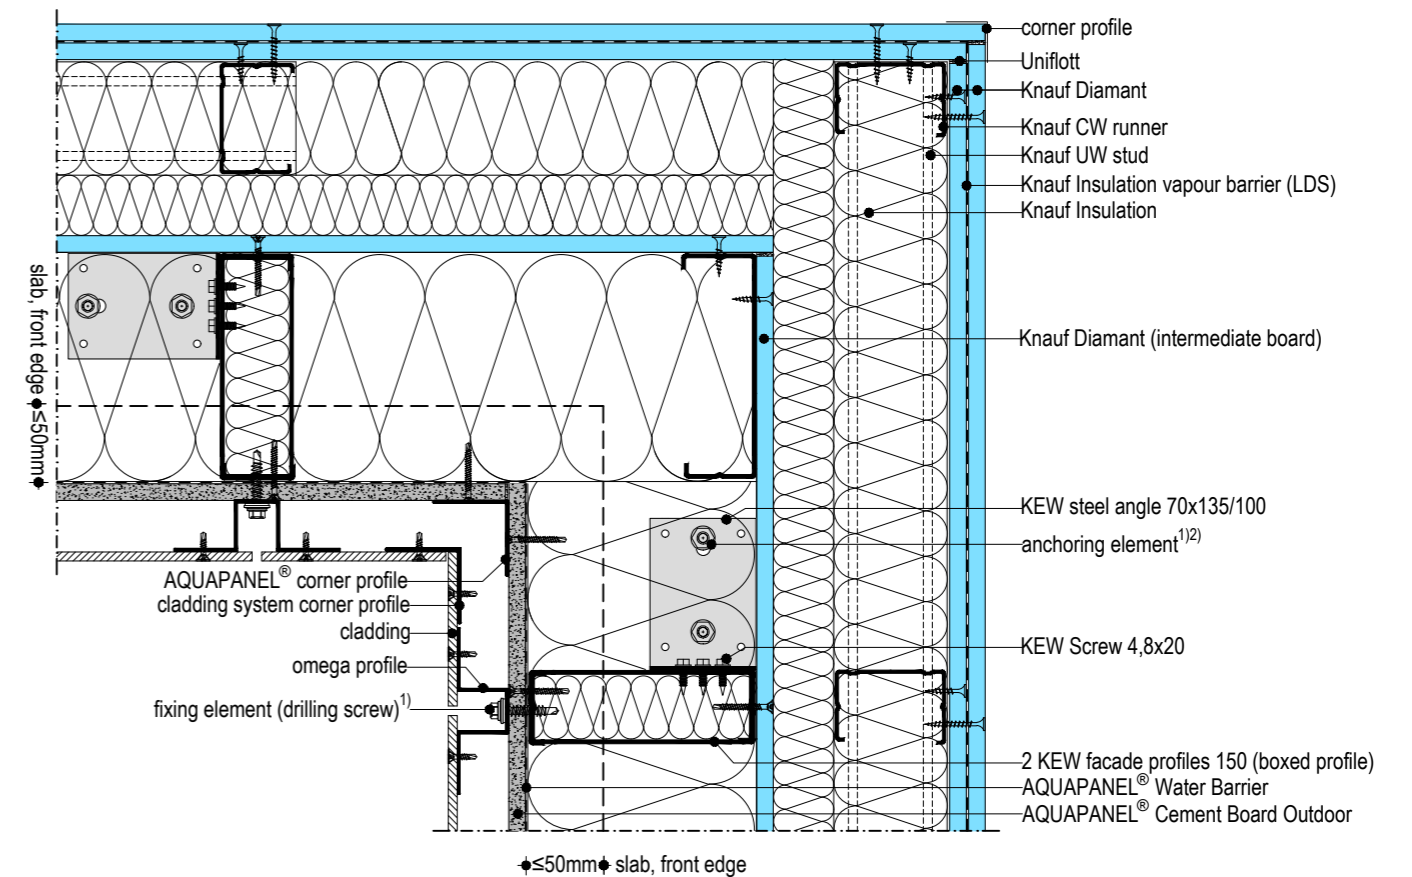 corner profile
Uniflott
Knauf Diamant
Knauf CW runner
Knauf UW stud
Knauf Insulation vapour barrier (LDS)
Knauf Insulation
slab, front edge
≤50mm
Knauf Diamant (intermediate board)
KEW steel angle 70x135/100
anchoring element1)2)
AQUAPANEL® corner profile
cladding system corner profile
cladding
omega profile
fixing element (drilling screw)1)
KEW Screw 4,8x20
2 KEW facade profiles 150 (boxed profile)
AQUAPANEL® Water Barrier
AQUAPANEL® Cement Board Outdoor
≤50mm slab, front edge